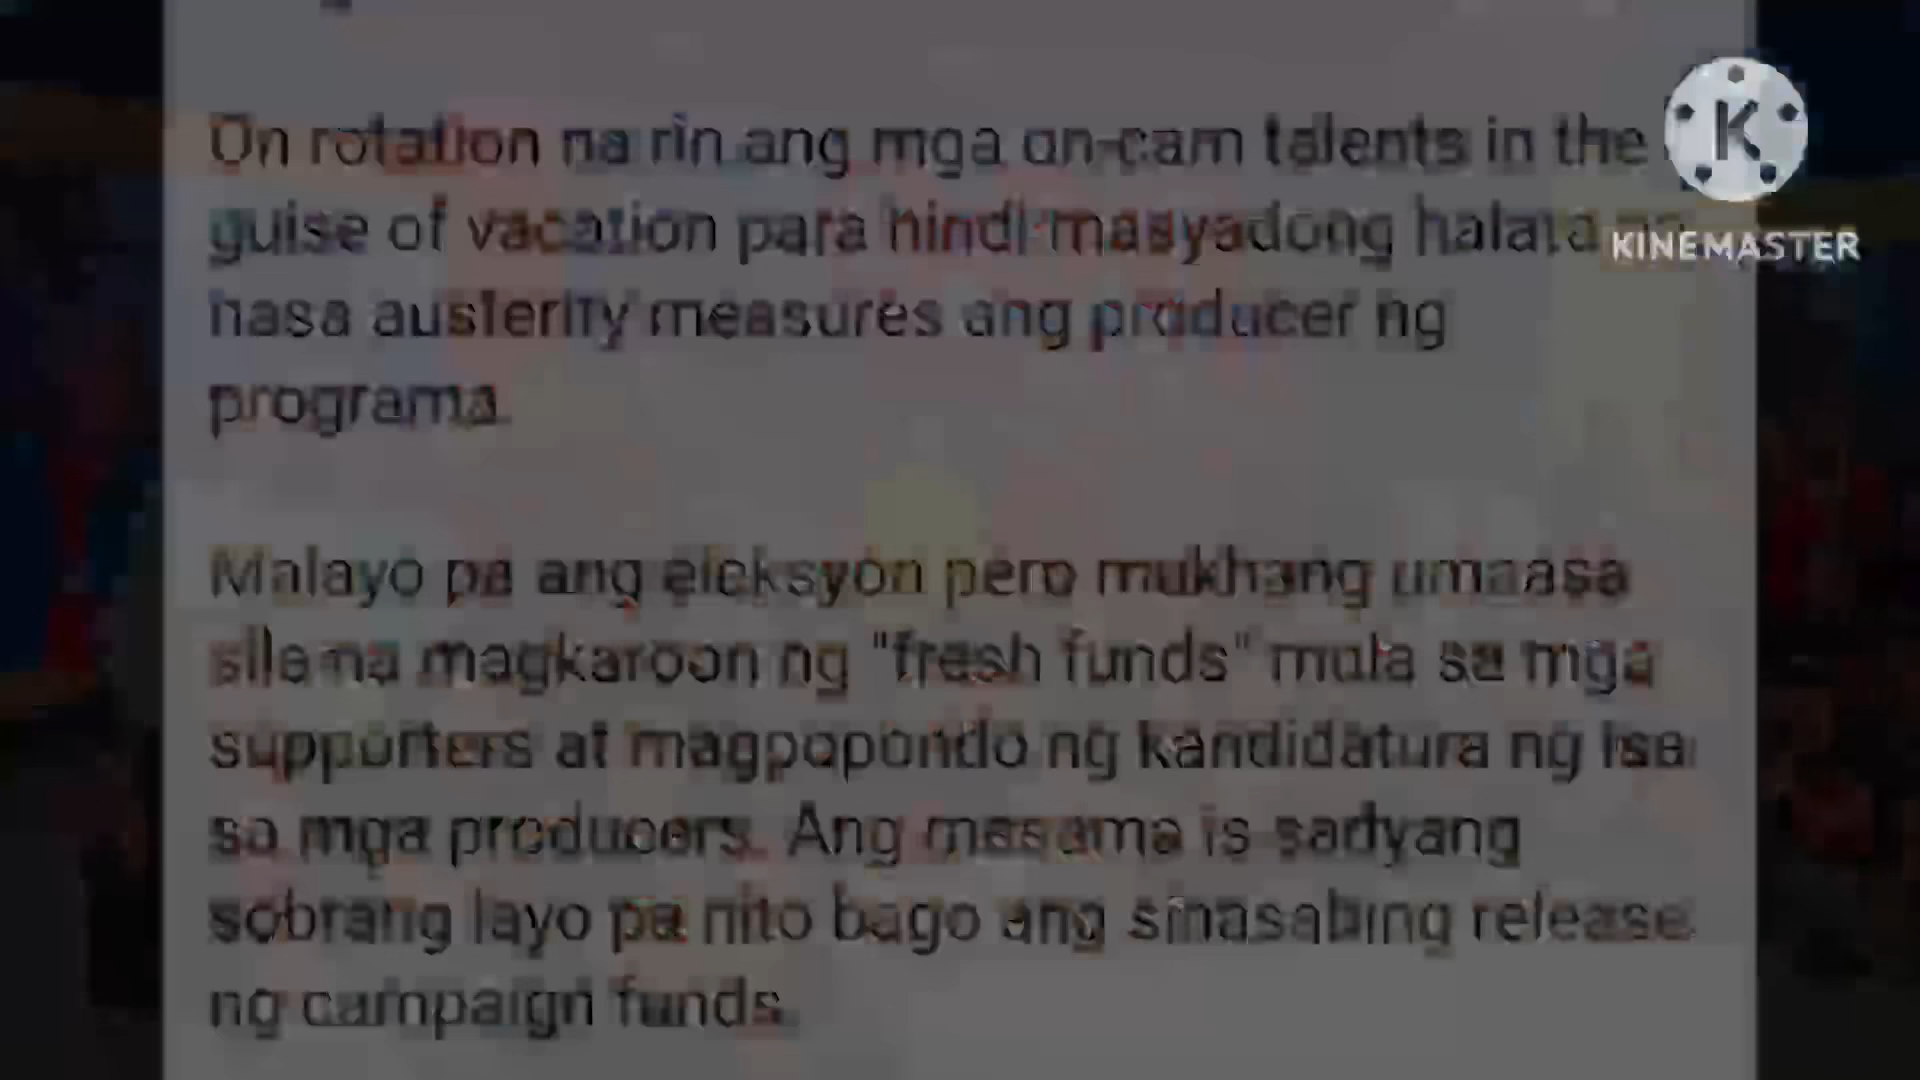 On rotation na rin ang mga on-cam talents in the
guise of vacation para hindi masyadong halata na
nasa austerity measures ang producer ng
programa.
Malayo pa ang eleksyon pero mukhang umaasa
sila na magkaroon ng "fresh funds" mula sa mga
supporters at magpopondo ng kandidatura ng isa
sa mga producers. Ang masama is sadyang
sobrang layo pa nito bago ang sinasabing release
ng campaign funds.
K
KINEMASTER